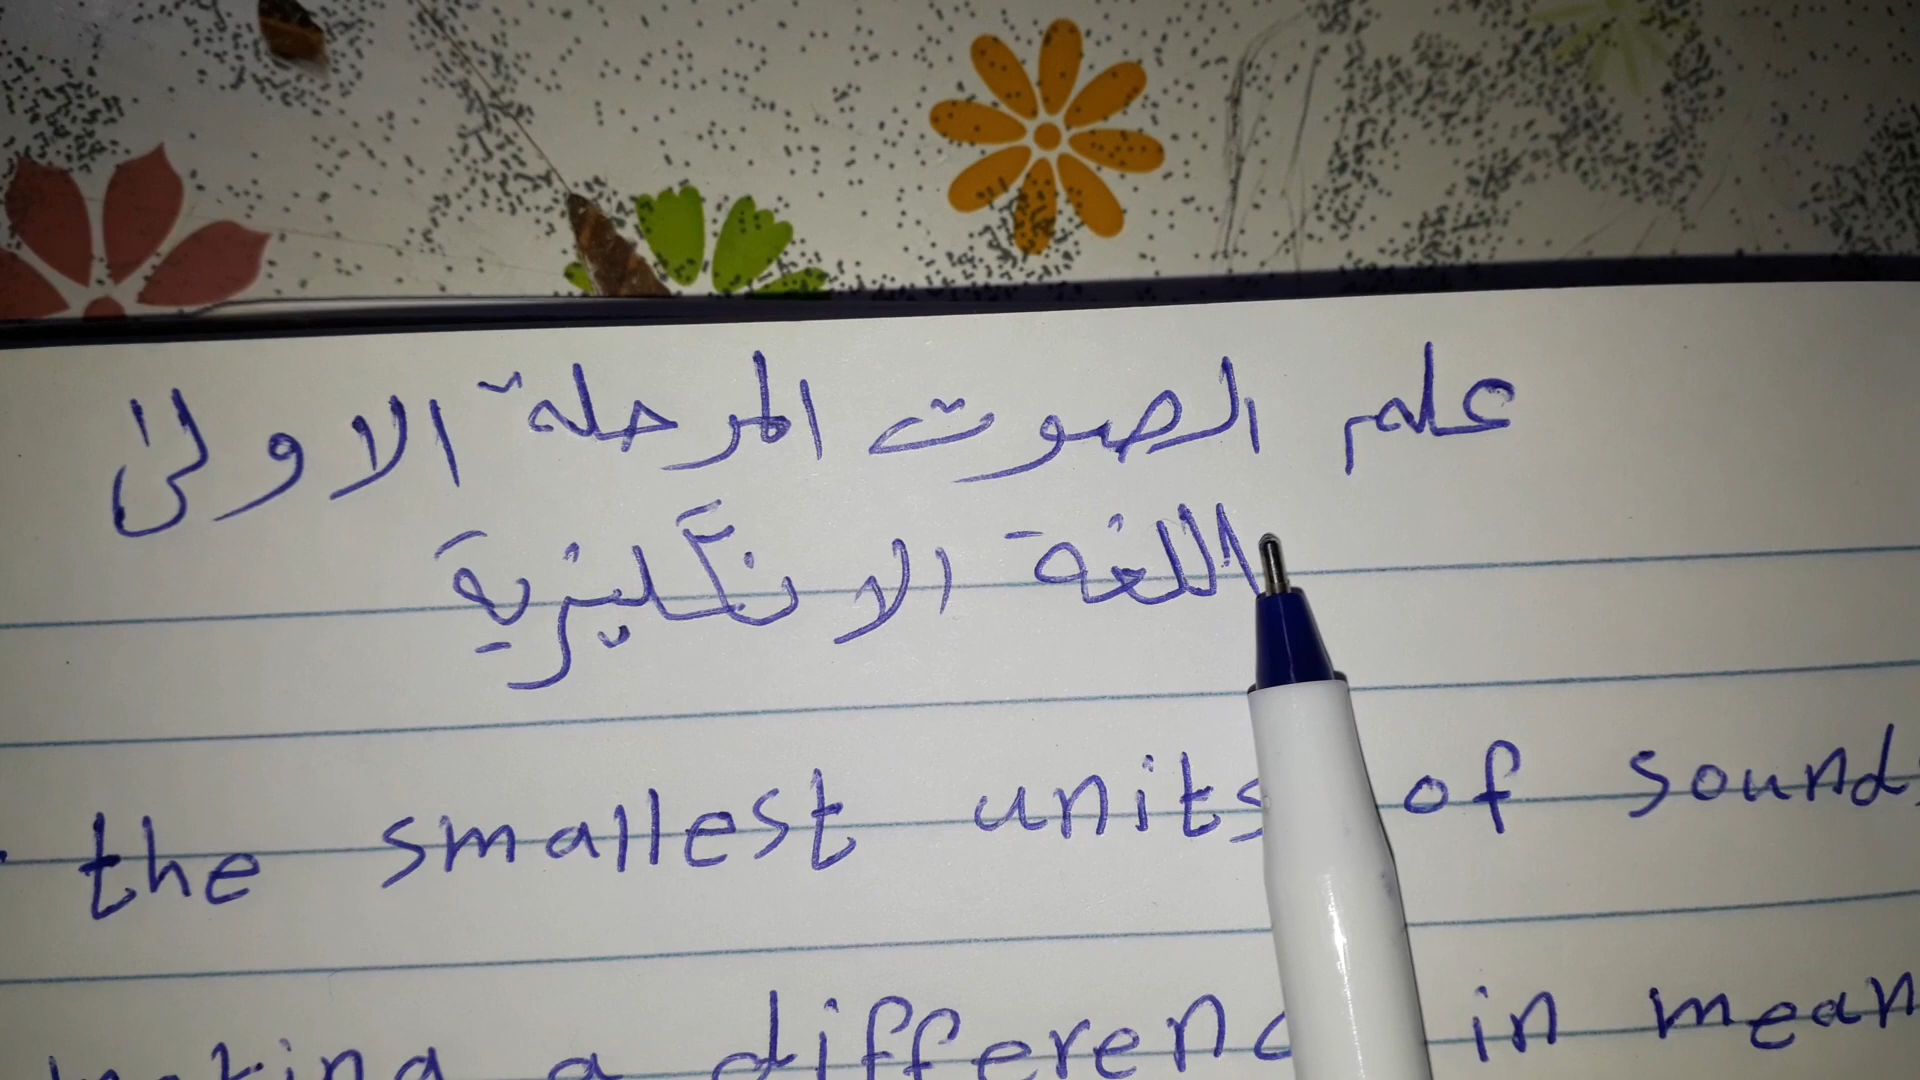 علم الصوت المرحلة الاولى
اللغة الانكليزية
the smallest units of sound
a difference in mean